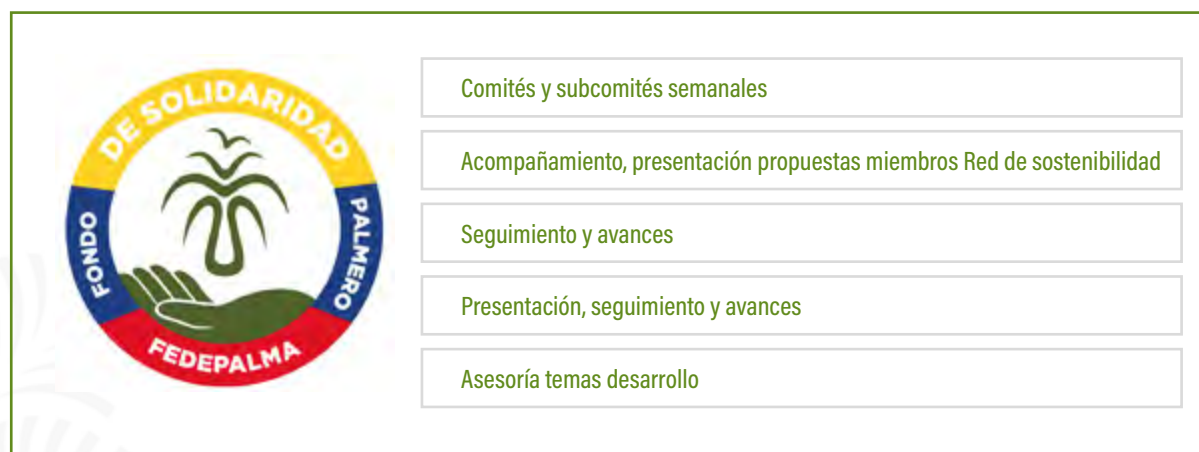 FONDO
DE SOLIDARIDAD
PALMERO
FEDEPALMA
Comités y subcomités semanales
Acompañamiento, presentación propuestas miembros Red de sostenibilidad
Seguimiento y avances
Presentación, seguimiento y avances
Asesoría temas desarrollo